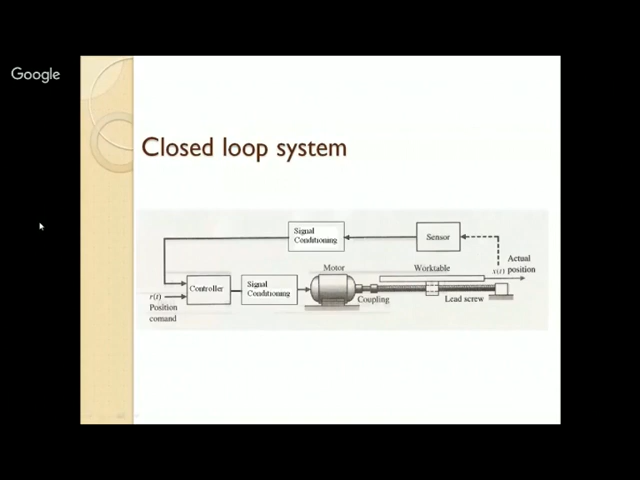 Google
Closed loop system
Signal
Conditioning
Sensor
Actual
position
x(t)
Motor
Worktable
Controller
Signal
Conditioning
Coupling
Lead screw
r(t)
Position
comand